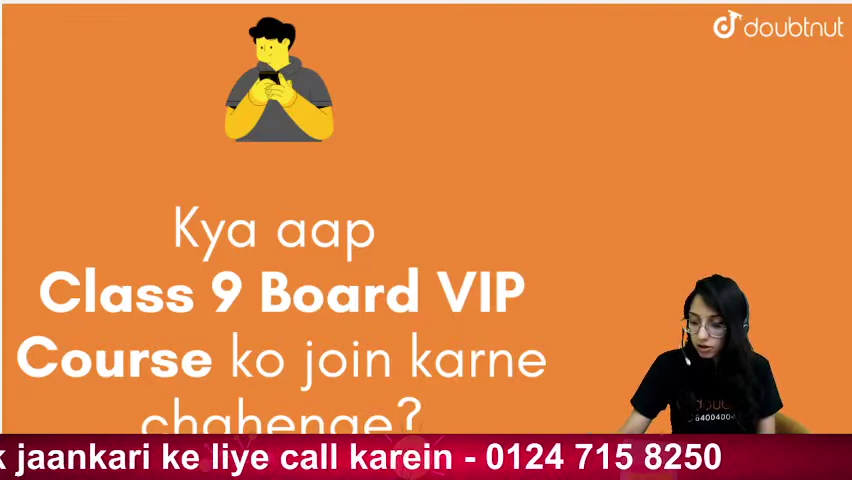 doubtnut
Kya aap
Class 9 Board VIP
Course ko join karne
chahenge?
jaankari ke liye call karein - 0124 715 8250